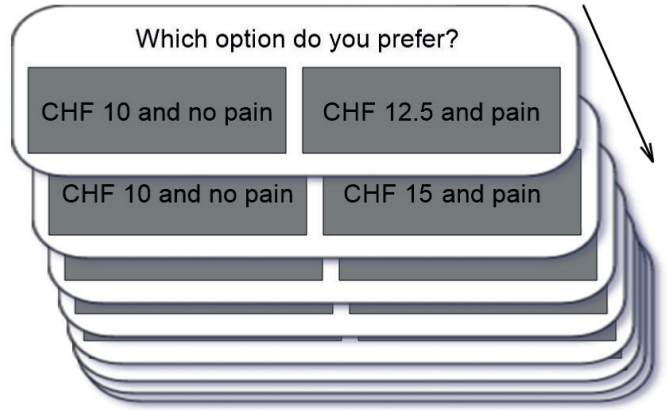 Which option do you prefer?
CHF 10 and no pain CHF 12.5 and pain
CHF 10 and no pain CHF 15 and pain